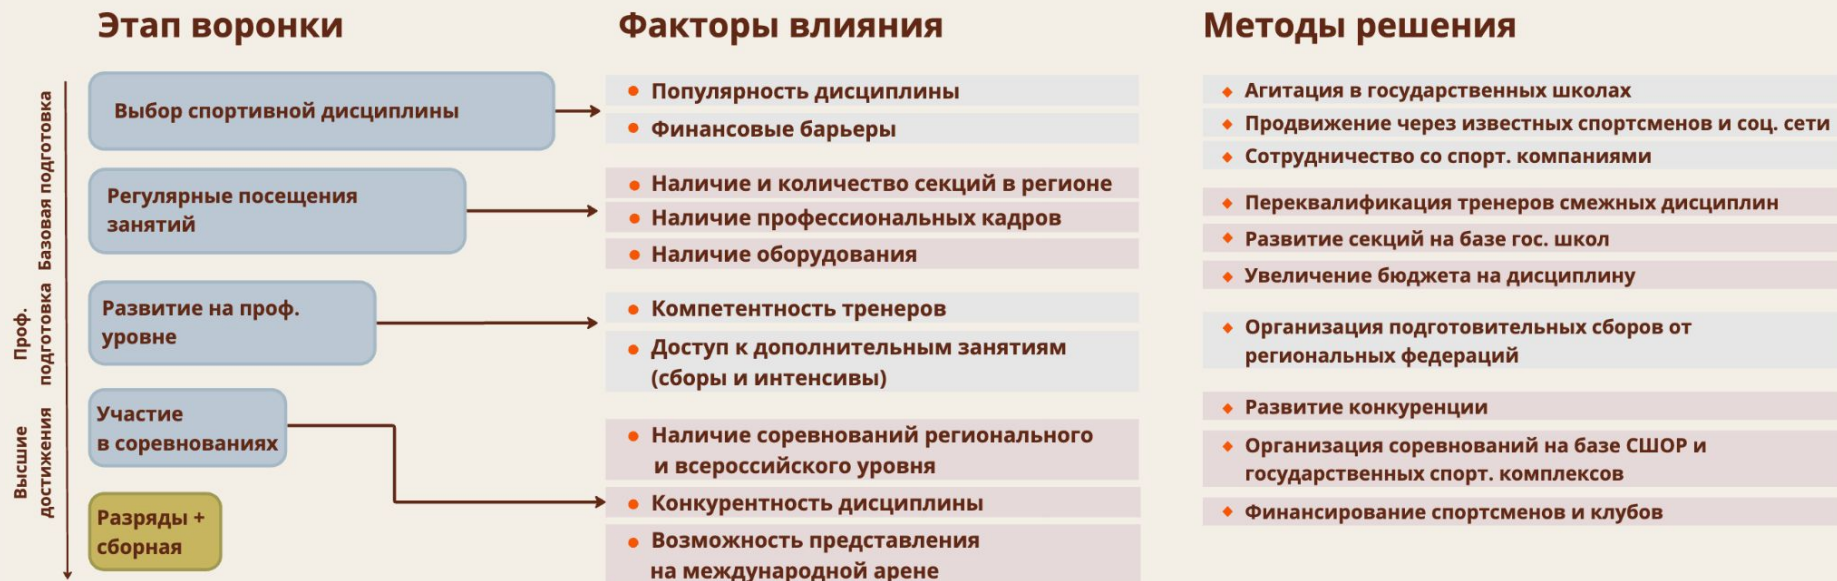 Этап воронки
Факторы влияния
Методы решения
Базовая подготовка
Проф.
подготовка
Высшие
достижения
Выбор спортивной дисциплины
Популярность дисциплины
Финансовые барьеры
Агитация в государственных школах
Продвижение через известных спортсменов и соц. сети
Сотрудничество со спорт. компаниями
Регулярные посещения
занятий
Наличие и количество секций в регионе
Наличие профессиональных кадров
Наличие оборудования
Переквалификация тренеров смежных дисциплин
Развитие секций на базе гос. школ
Увеличение бюджета на дисциплину
Развитие на проф.
уровне
Компетентность тренеров
Доступ к дополнительным занятиям
(сборы и интенсивы)
Организация подготовительных сборов от
региональных федераций
Участие
в соревнованиях
Наличие соревнований регионального
и всероссийского уровня
Конкурентность дисциплины
Возможность представления
на международной арене
Развитие конкуренции
Организация соревнований на базе СШОР и
государственных спорт. комплексов
Финансирование спортсменов и клубов
Разряды +
сборная